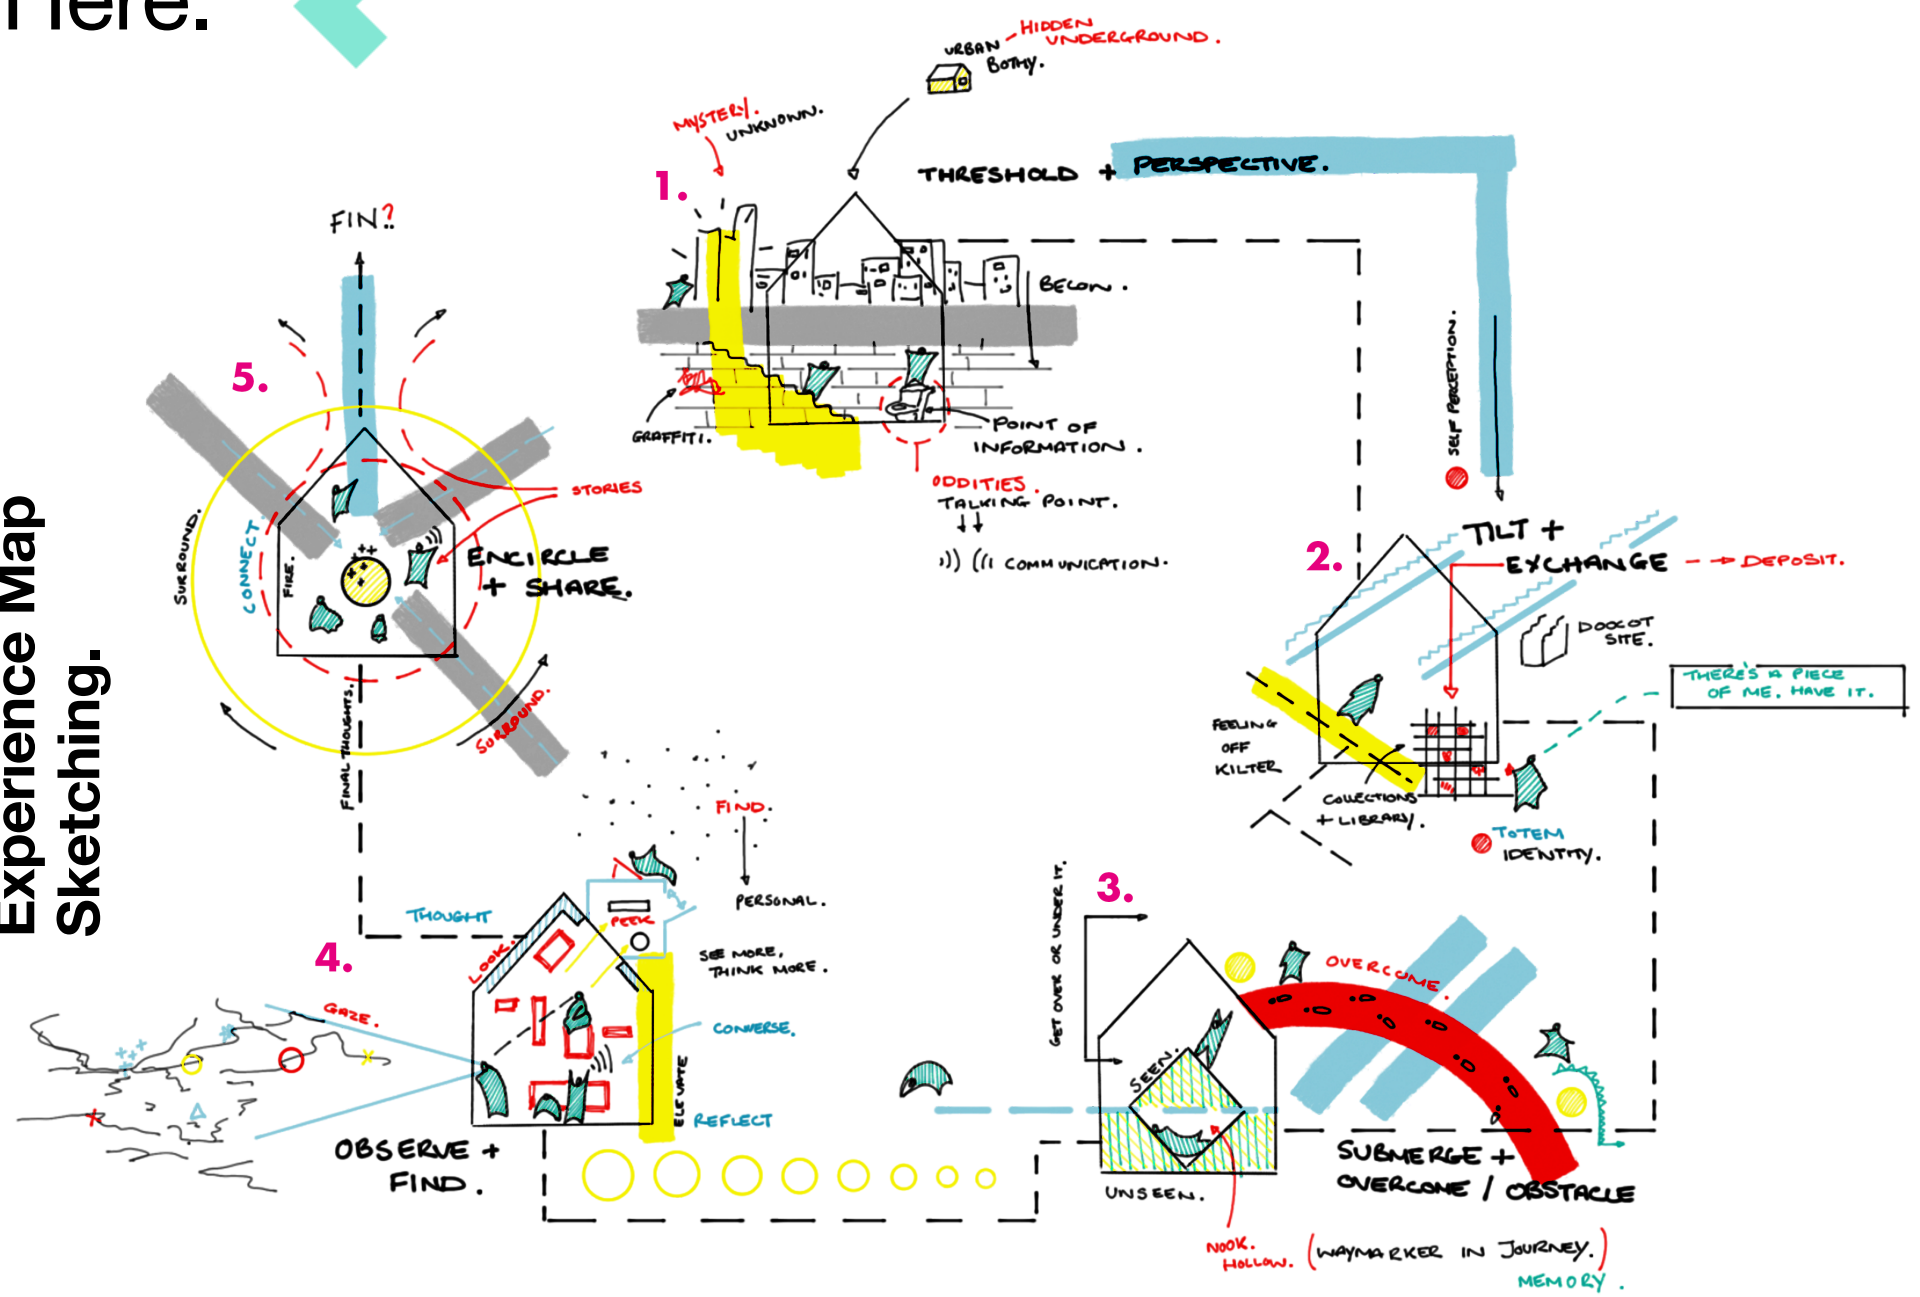 Here.
Experience Map
Sketching.
URBAN
BOTHY.
HIDDEN
UNDERGROUND.
MYSTERY.
UNKNOWN.
1.
THRESHOLD + PERSPECTIVE.
BELOW.
GRAFFITI.
POINT OF
INFORMATION.
ODDITIES.
TALKING POINT.
COMMUNICATION.
SELF PERCEPTION.
2.
TILT +
EXCHANGE
DEPOSIT.
DOOCOT
SITE.
THERE'S A PIECE
OF ME. HAVE IT.
FEELING
OFF
KILTER
COLLECTIONS
+ LIBRARY.
TOTEM
IDENTITY.
3.
GET OVER OR UNDER IT.
OVERCOME.
SEEN.
UNSEEN.
SUBMERGE +
OVERCOME / OBSTACLE
NOOK.
HOLLOW.
(WAYMARKER IN JOURNEY.)
MEMORY.
4.
THOUGHT
LOOK.
PEEK
FIND.
PERSONAL.
SEE MORE,
THINK MORE.
GAZE.
CONVERSE.
ELEVATE
REFLECT
OBSERVE +
FIND.
5.
FIN?
SURROUND.
CONNECT
FIRE.
STORIES
ENCIRCLE
+ SHARE.
SURROUND.
FINAL THOUGHTS.